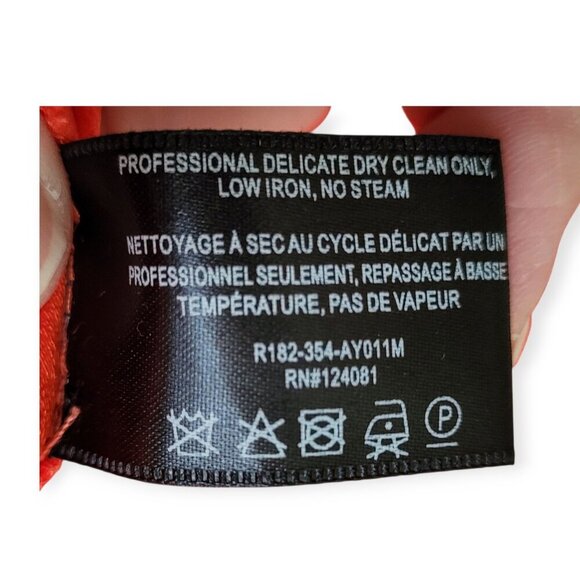 PROFESSIONAL DELICATE DRY CLEAN ONLY,
LOW IRON, NO STEAM
NETTOYAGE À SEC AU CYCLE DÉLICAT PAR UN
PROFESSIONNEL SEULEMENT, REPASSAGE À BASSE
TEMPÉRATURE, PAS DE VAPEUR
R182-354-AY011M
RN#124081
P